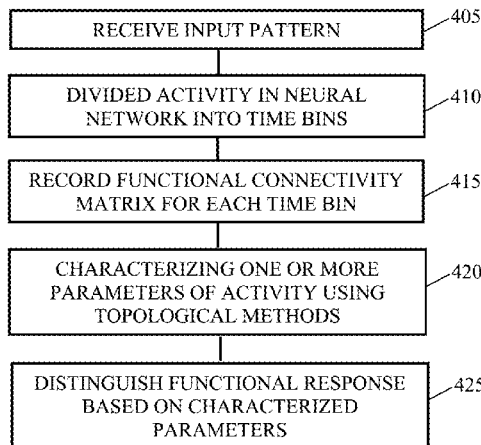 RECEIVE INPUT PATTERN
405
DIVIDED ACTIVITY IN NEURAL
NETWORK INTO TIME BINS
410
RECORD FUNCTIONAL CONNECTIVITY
MATRIX FOR EACH TIME BIN
415
CHARACTERIZING ONE OR MORE
PARAMETERS OF ACTIVITY USING
TOPOLOGICAL METHODS
420
DISTINGUISH FUNCTIONAL RESPONSE
BASED ON CHARACTERIZED
PARAMETERS
425